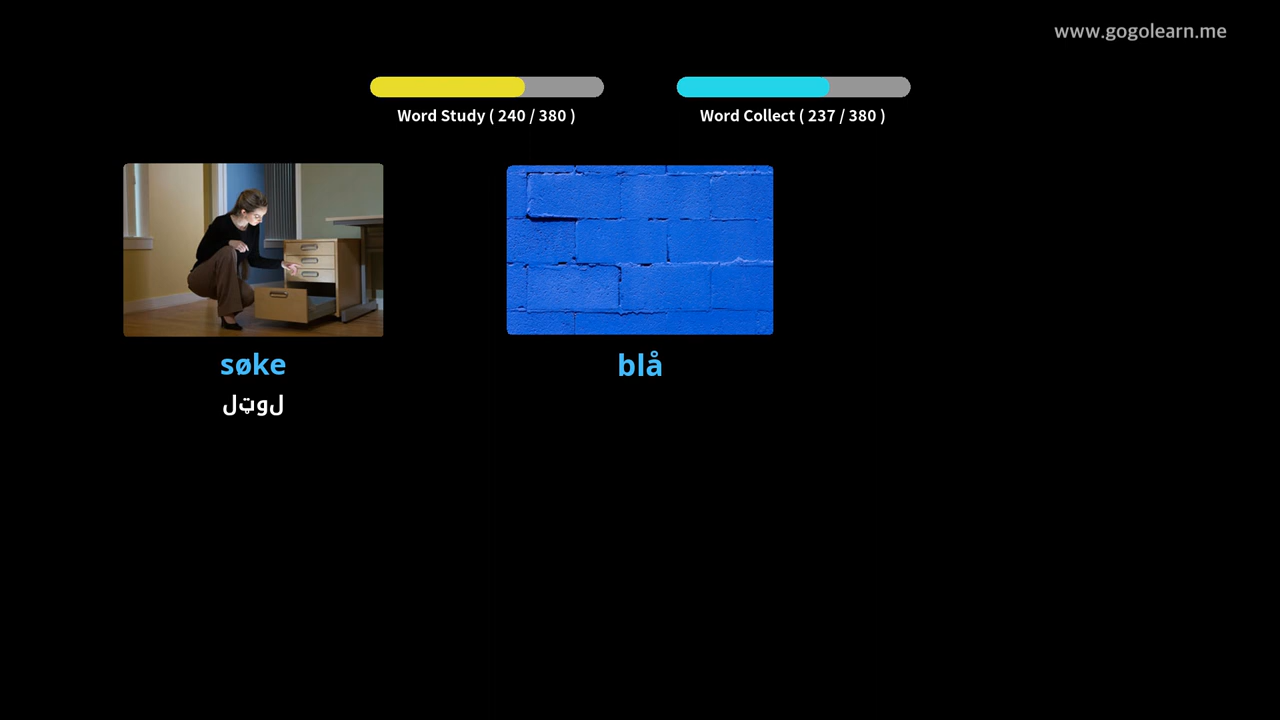 www.gogolearn.me
Word Study ( 240 / 380 )
Word Collect ( 237 / 380 )
søke
لوټل
blå